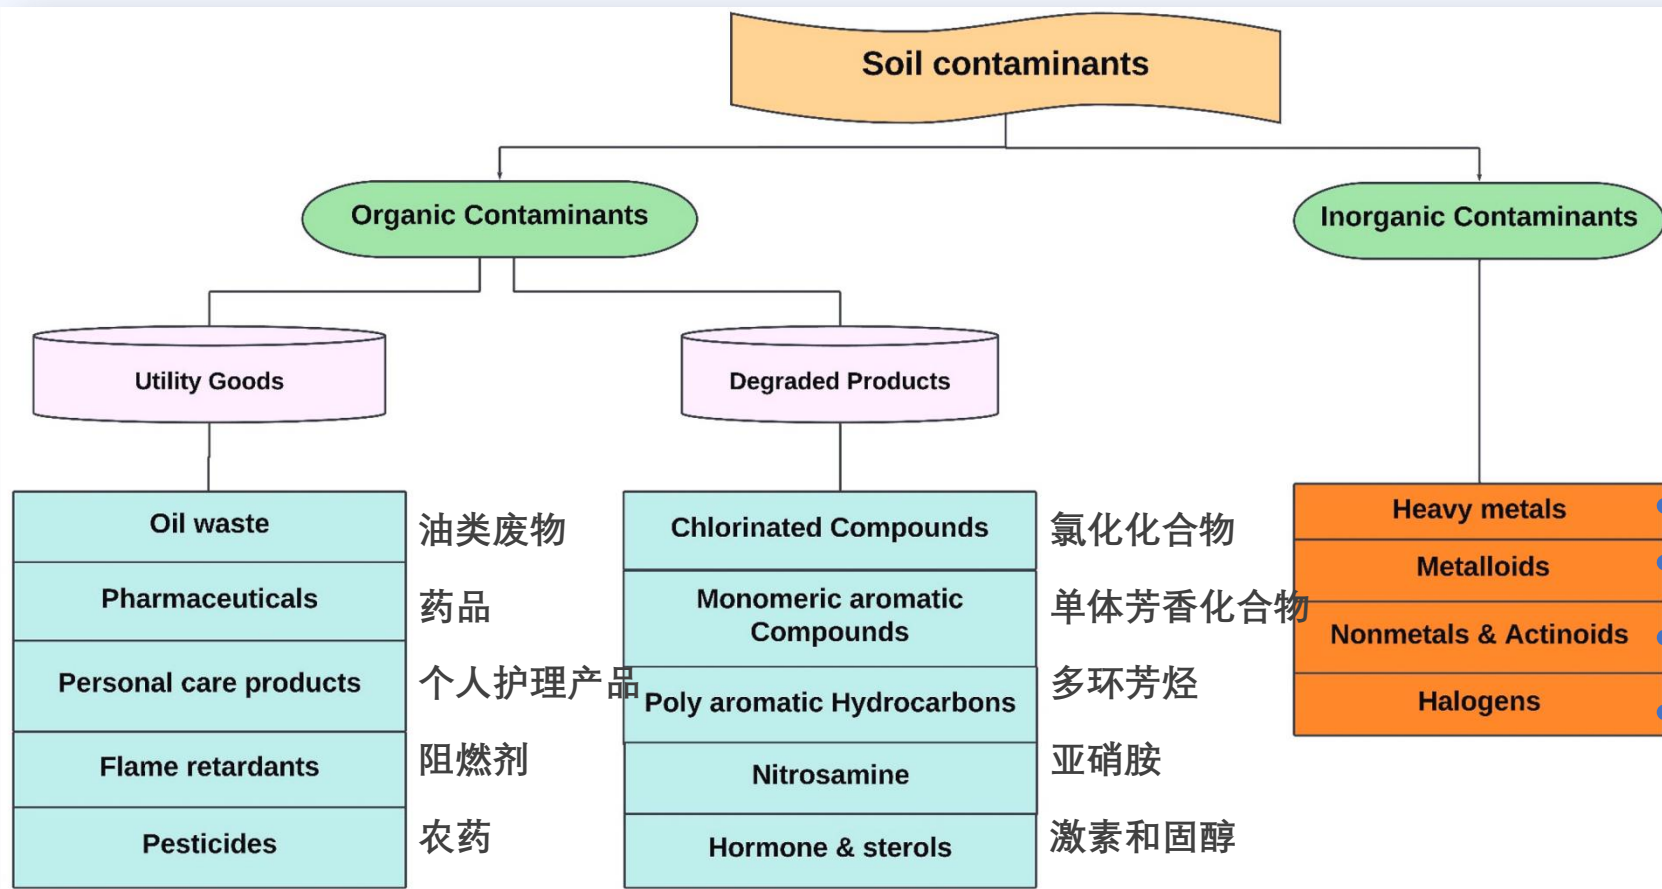 Soil contaminants
Organic Contaminants
Inorganic Contaminants
Utility Goods
Degraded Products
Oil waste
油类废物
Pharmaceuticals
药品
Personal care products
个人护理产品
Flame retardants
阻燃剂
Pesticides
农药
Chlorinated Compounds
氯化化合物
Monomeric aromatic
Compounds
单体芳香化合物
Poly aromatic Hydrocarbons
多环芳烃
Nitrosamine
亚硝胺
Hormone & sterols
激素和固醇
Heavy metals
Metalloids
Nonmetals & Actinoids
Halogens